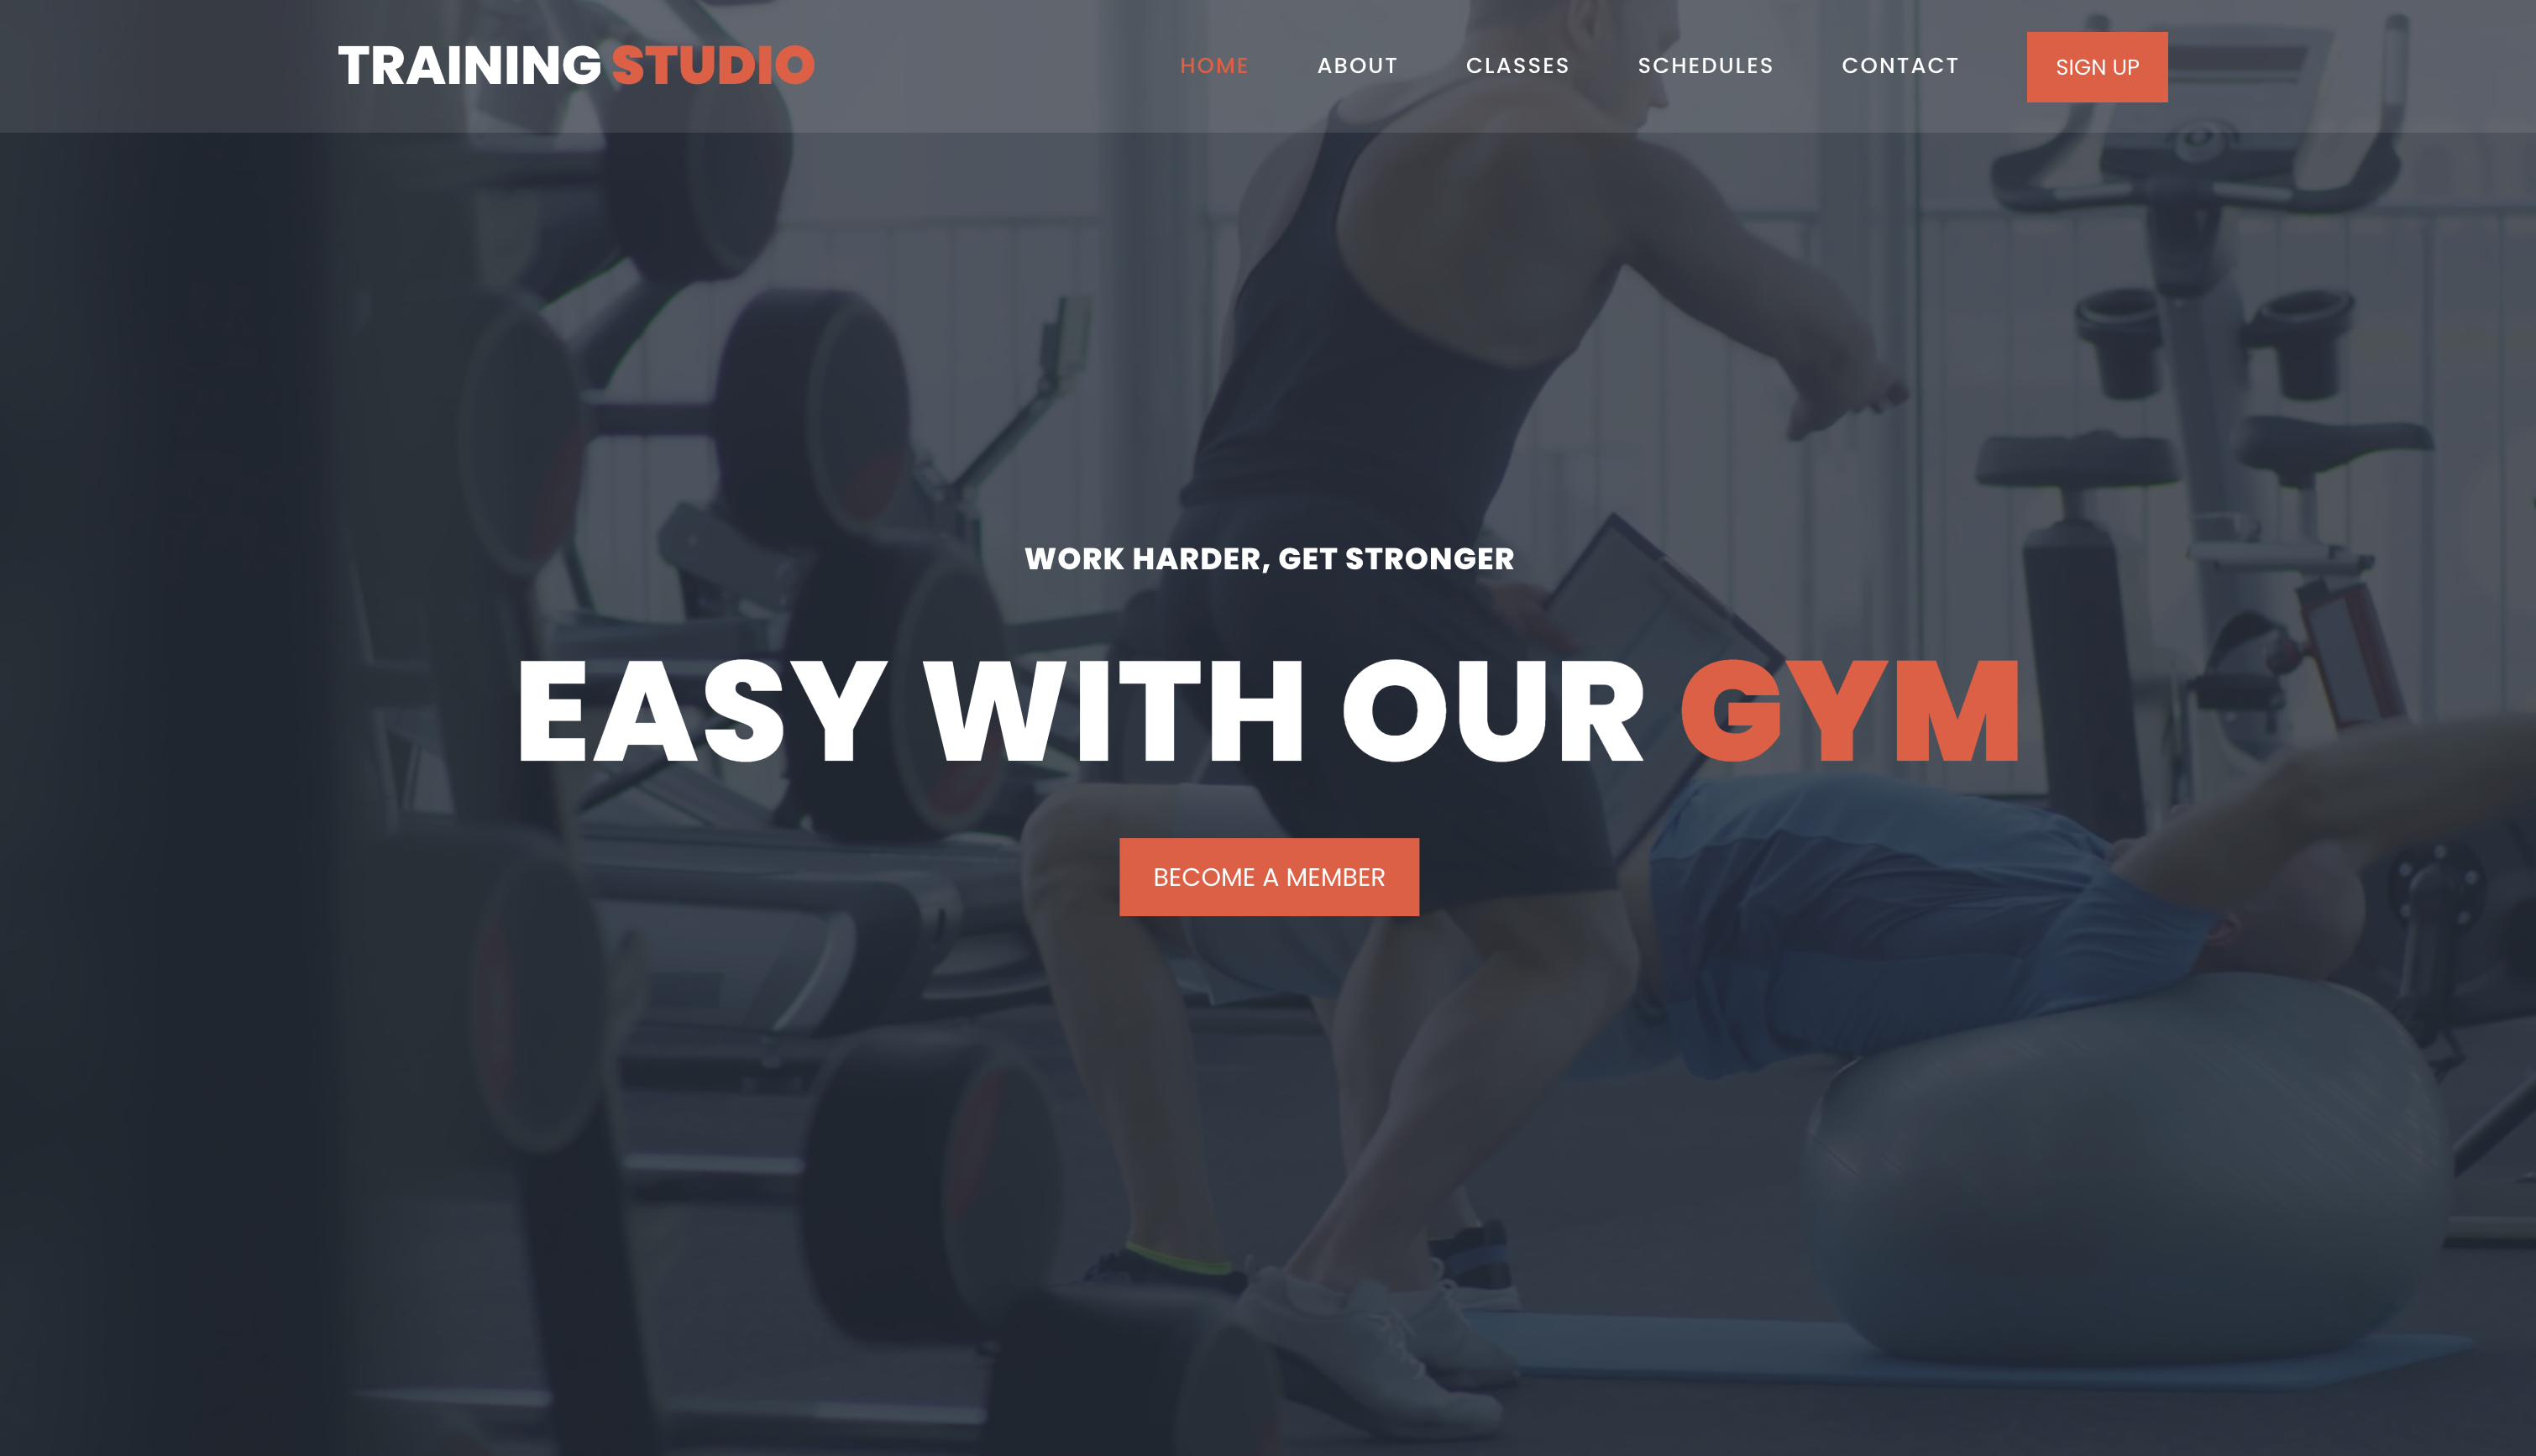 TRAINING STUDIO
HOME ABOUT CLASSES SCHEDULES CONTACT SIGN UP
WORK HARDER, GET STRONGER
EASY WITH OUR GYM
BECOME A MEMBER